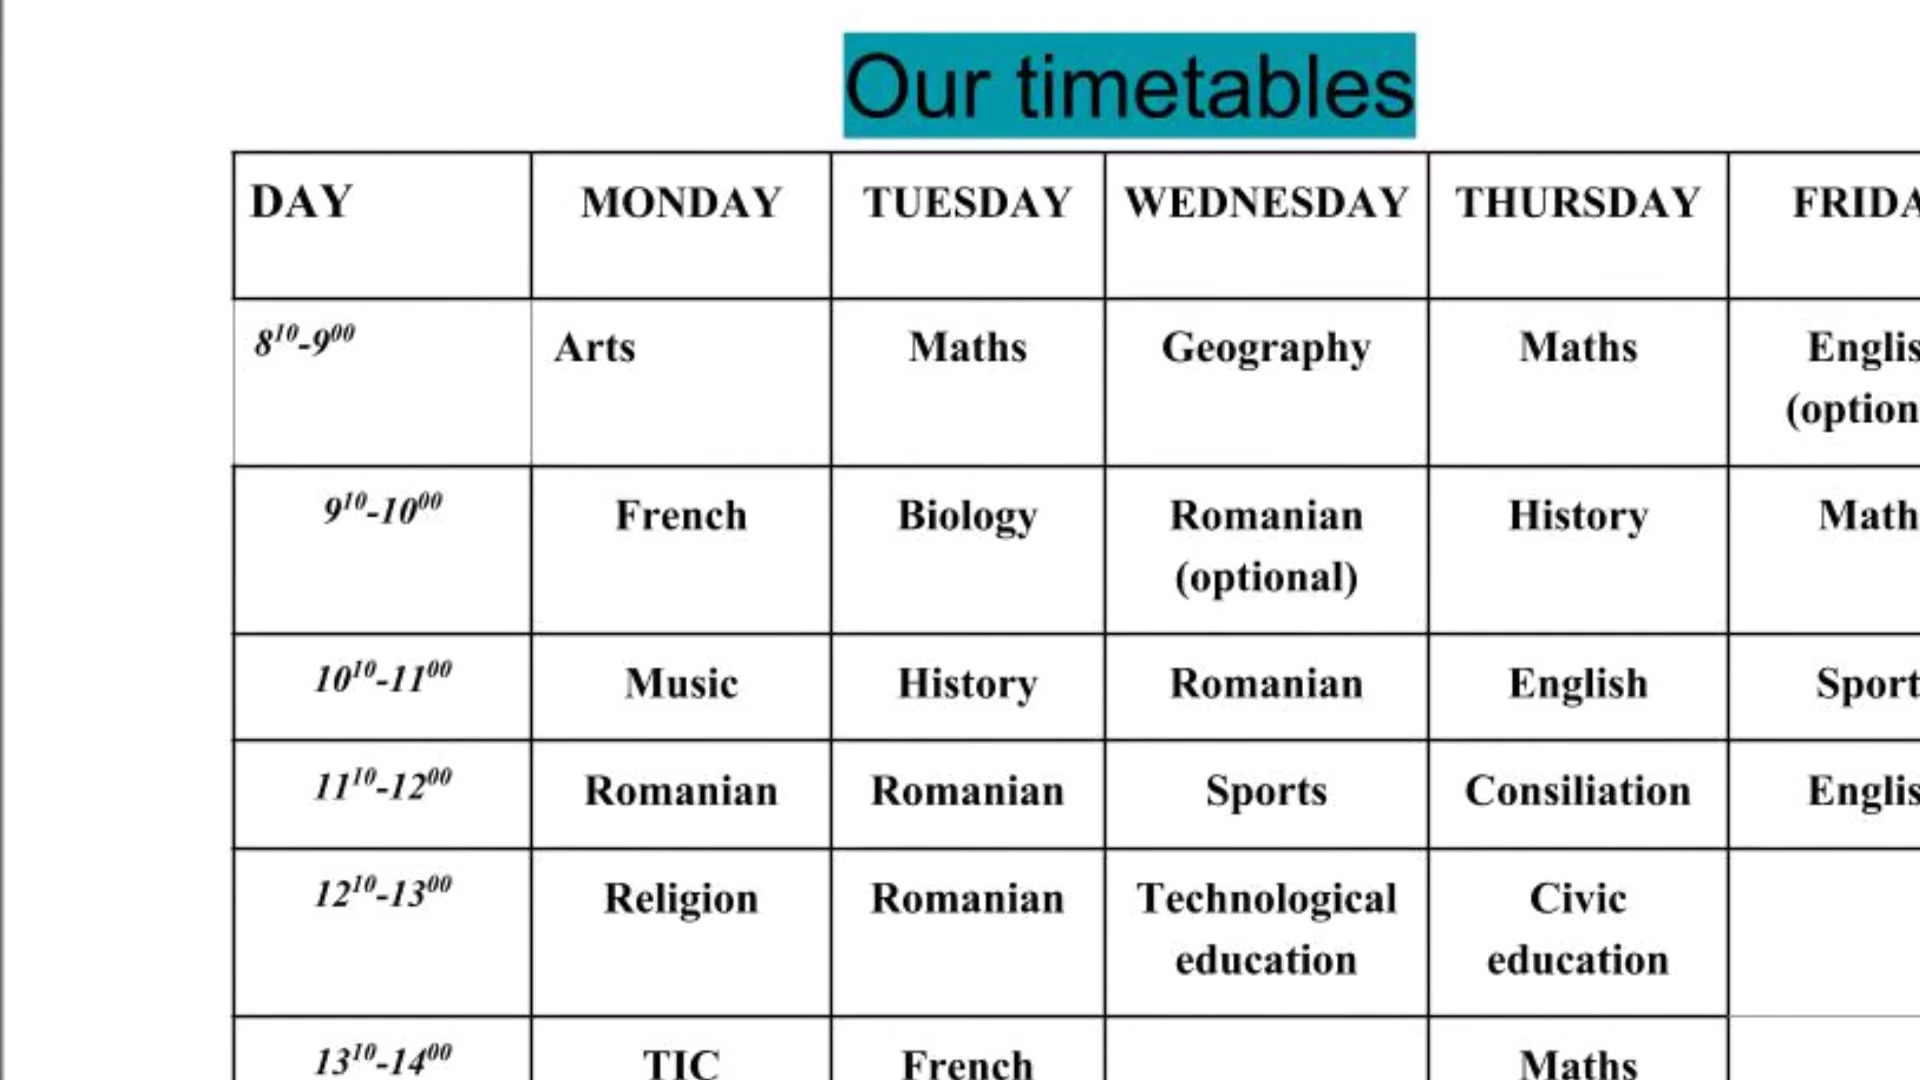 Our timetables
DAY MONDAY TUESDAY WEDNESDAY THURSDAY
8¹⁰-9⁰⁰ Arts Maths Geography Maths
9¹⁰-10⁰⁰ French Biology Romanian History
(optional)
10¹⁰-11⁰⁰ Music History Romanian English
11¹⁰-12⁰⁰ Romanian Romanian Sports Consiliation
12¹⁰-13⁰⁰ Religion Romanian Technological Civic
education education
13¹⁰-14⁰⁰ TIC French Maths